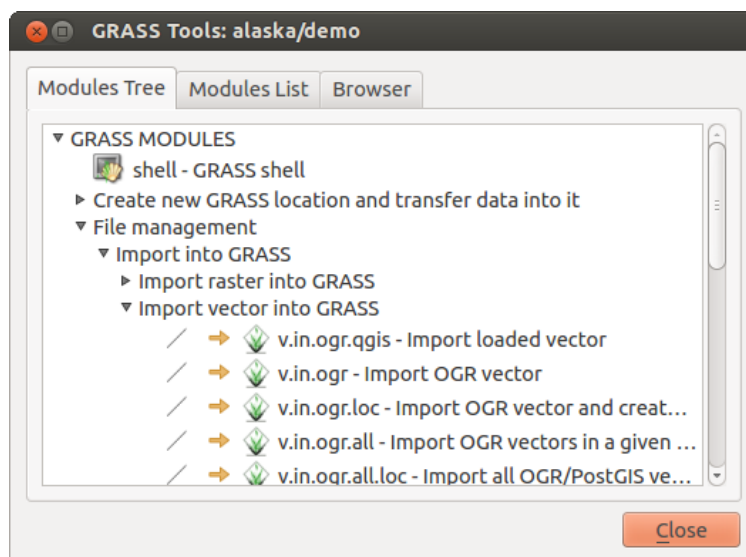 GRASS Tools: alaska/demo
Modules Tree Modules List Browser
GRASS MODULES
shell - GRASS shell
Create new GRASS location and transfer data into it
File management
Import into GRASS
Import raster into GRASS
Import vector into GRASS
v.in.ogr.qgis - Import loaded vector
v.in.ogr - Import OGR vector
v.in.ogr.loc - Import OGR vector and creat...
v.in.ogr.all - Import OGR vectors in a given ...
v.in.ogr.all.loc - Import all OGR/PostGIS ve...
Close